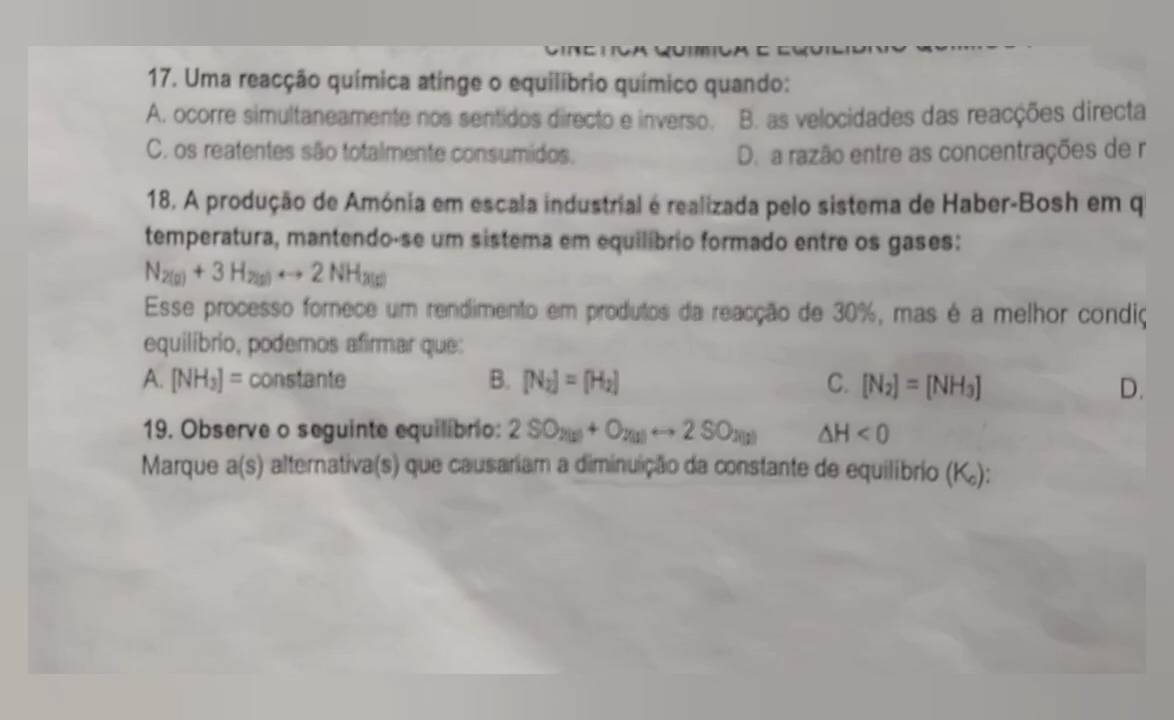 CINÉTICA QUÍMICA E EQUILÍBRIO
17. Uma reacção química atinge o equilíbrio químico quando:
A. ocorre simultaneamente nos sentidos directo e inverso. B. as velocidades das reacções directa
C. os reatentes são totalmente consumidos. D. a razão entre as concentrações de r
18. A produção de Amónia em escala industrial é realizada pelo sistema de Haber-Bosh em q
temperatura, mantendo-se um sistema em equilíbrio formado entre os gases:
N₂(g) + 3 H₂(g) ↔ 2 NH₃(g)
Esse processo fornece um rendimento em produtos da reacção de 30%, mas é a melhor condiç
equilíbrio, podemos afirmar que:
A. [NH₃] = constante B. [N₂] = [H₂] C. [N₂] = [NH₃] D.
19. Observe o seguinte equilíbrio: 2 SO₂(g) + O₂(g) ↔ 2 SO₃(g) ΔH < 0
Marque a(s) alternativa(s) que causariam a diminuição da constante de equilíbrio (Kc):